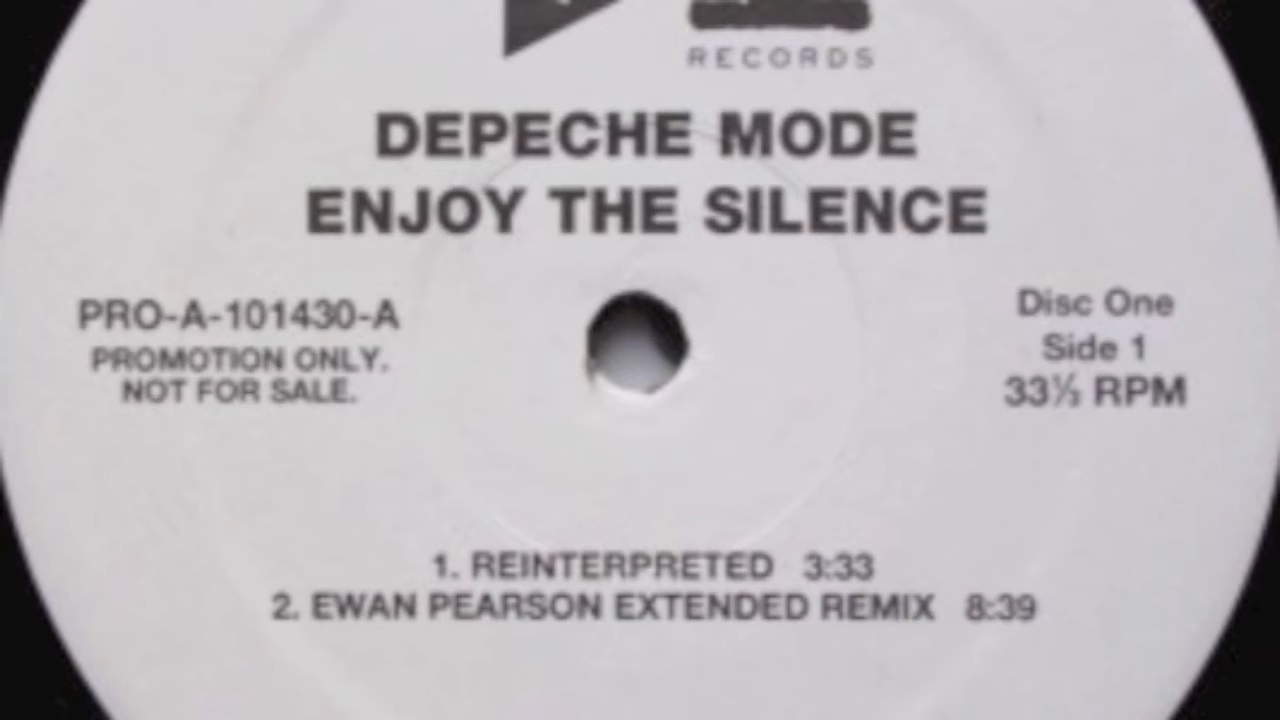 RECORDS
DEPECHE MODE
ENJOY THE SILENCE
PRO-A-101430-A
PROMOTION ONLY.
NOT FOR SALE.
Disc One
Side 1
33⅓ RPM
1. REINTERPRETED 3:33
2. EWAN PEARSON EXTENDED REMIX 8:39